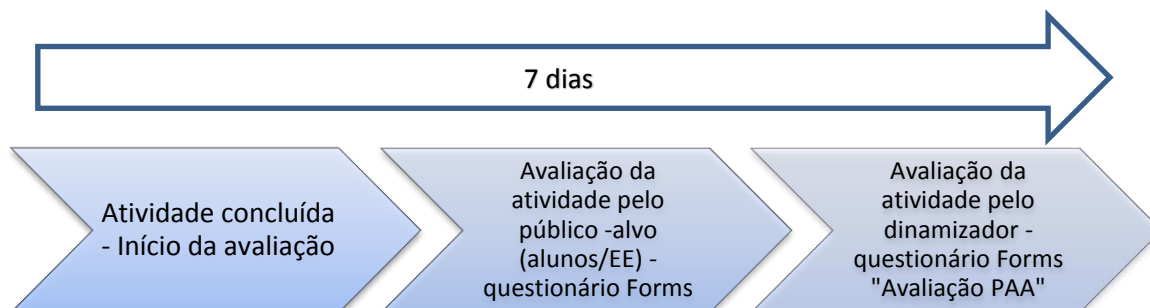 7 dias
Atividade concluída
- Início da avaliação
Avaliação da
atividade pelo
público -alvo
(alunos/EE) -
questionário Forms
Avaliação da
atividade pelo
dinamizador -
questionário Forms
"Avaliação PAA"